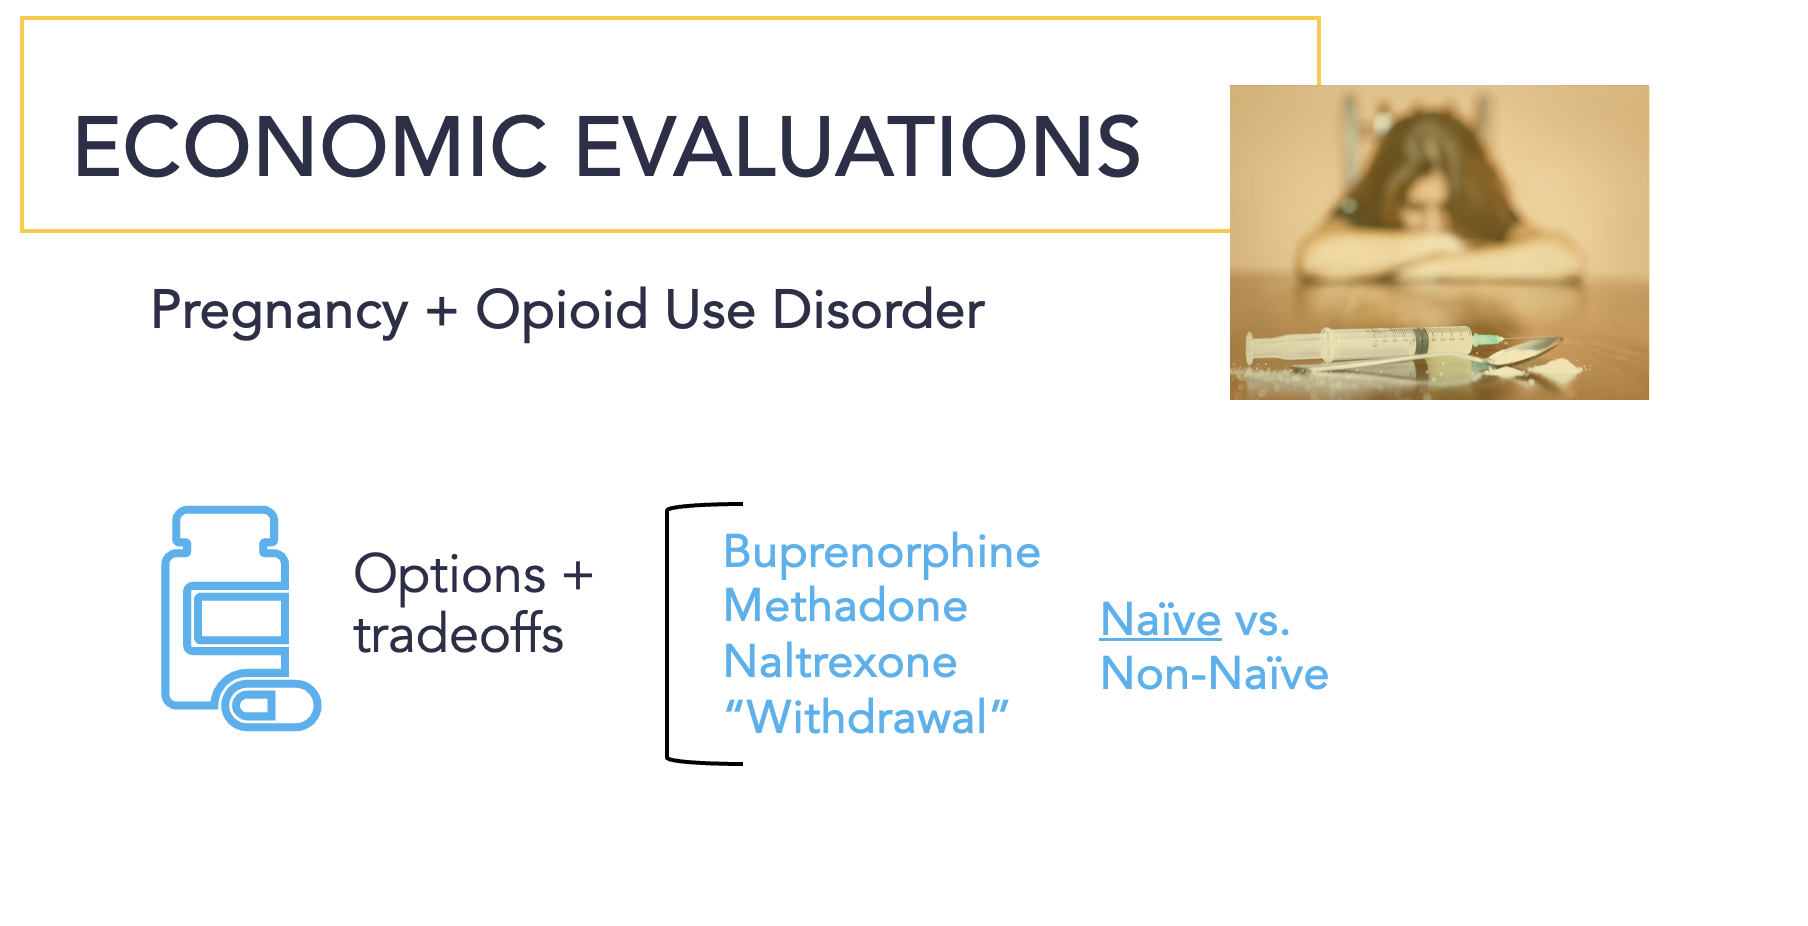 ECONOMIC EVALUATIONS
Pregnancy + Opioid Use Disorder
Options +
tradeoffs
Buprenorphine
Methadone
Naltrexone
“Withdrawal”
Naïve vs.
Non-Naïve